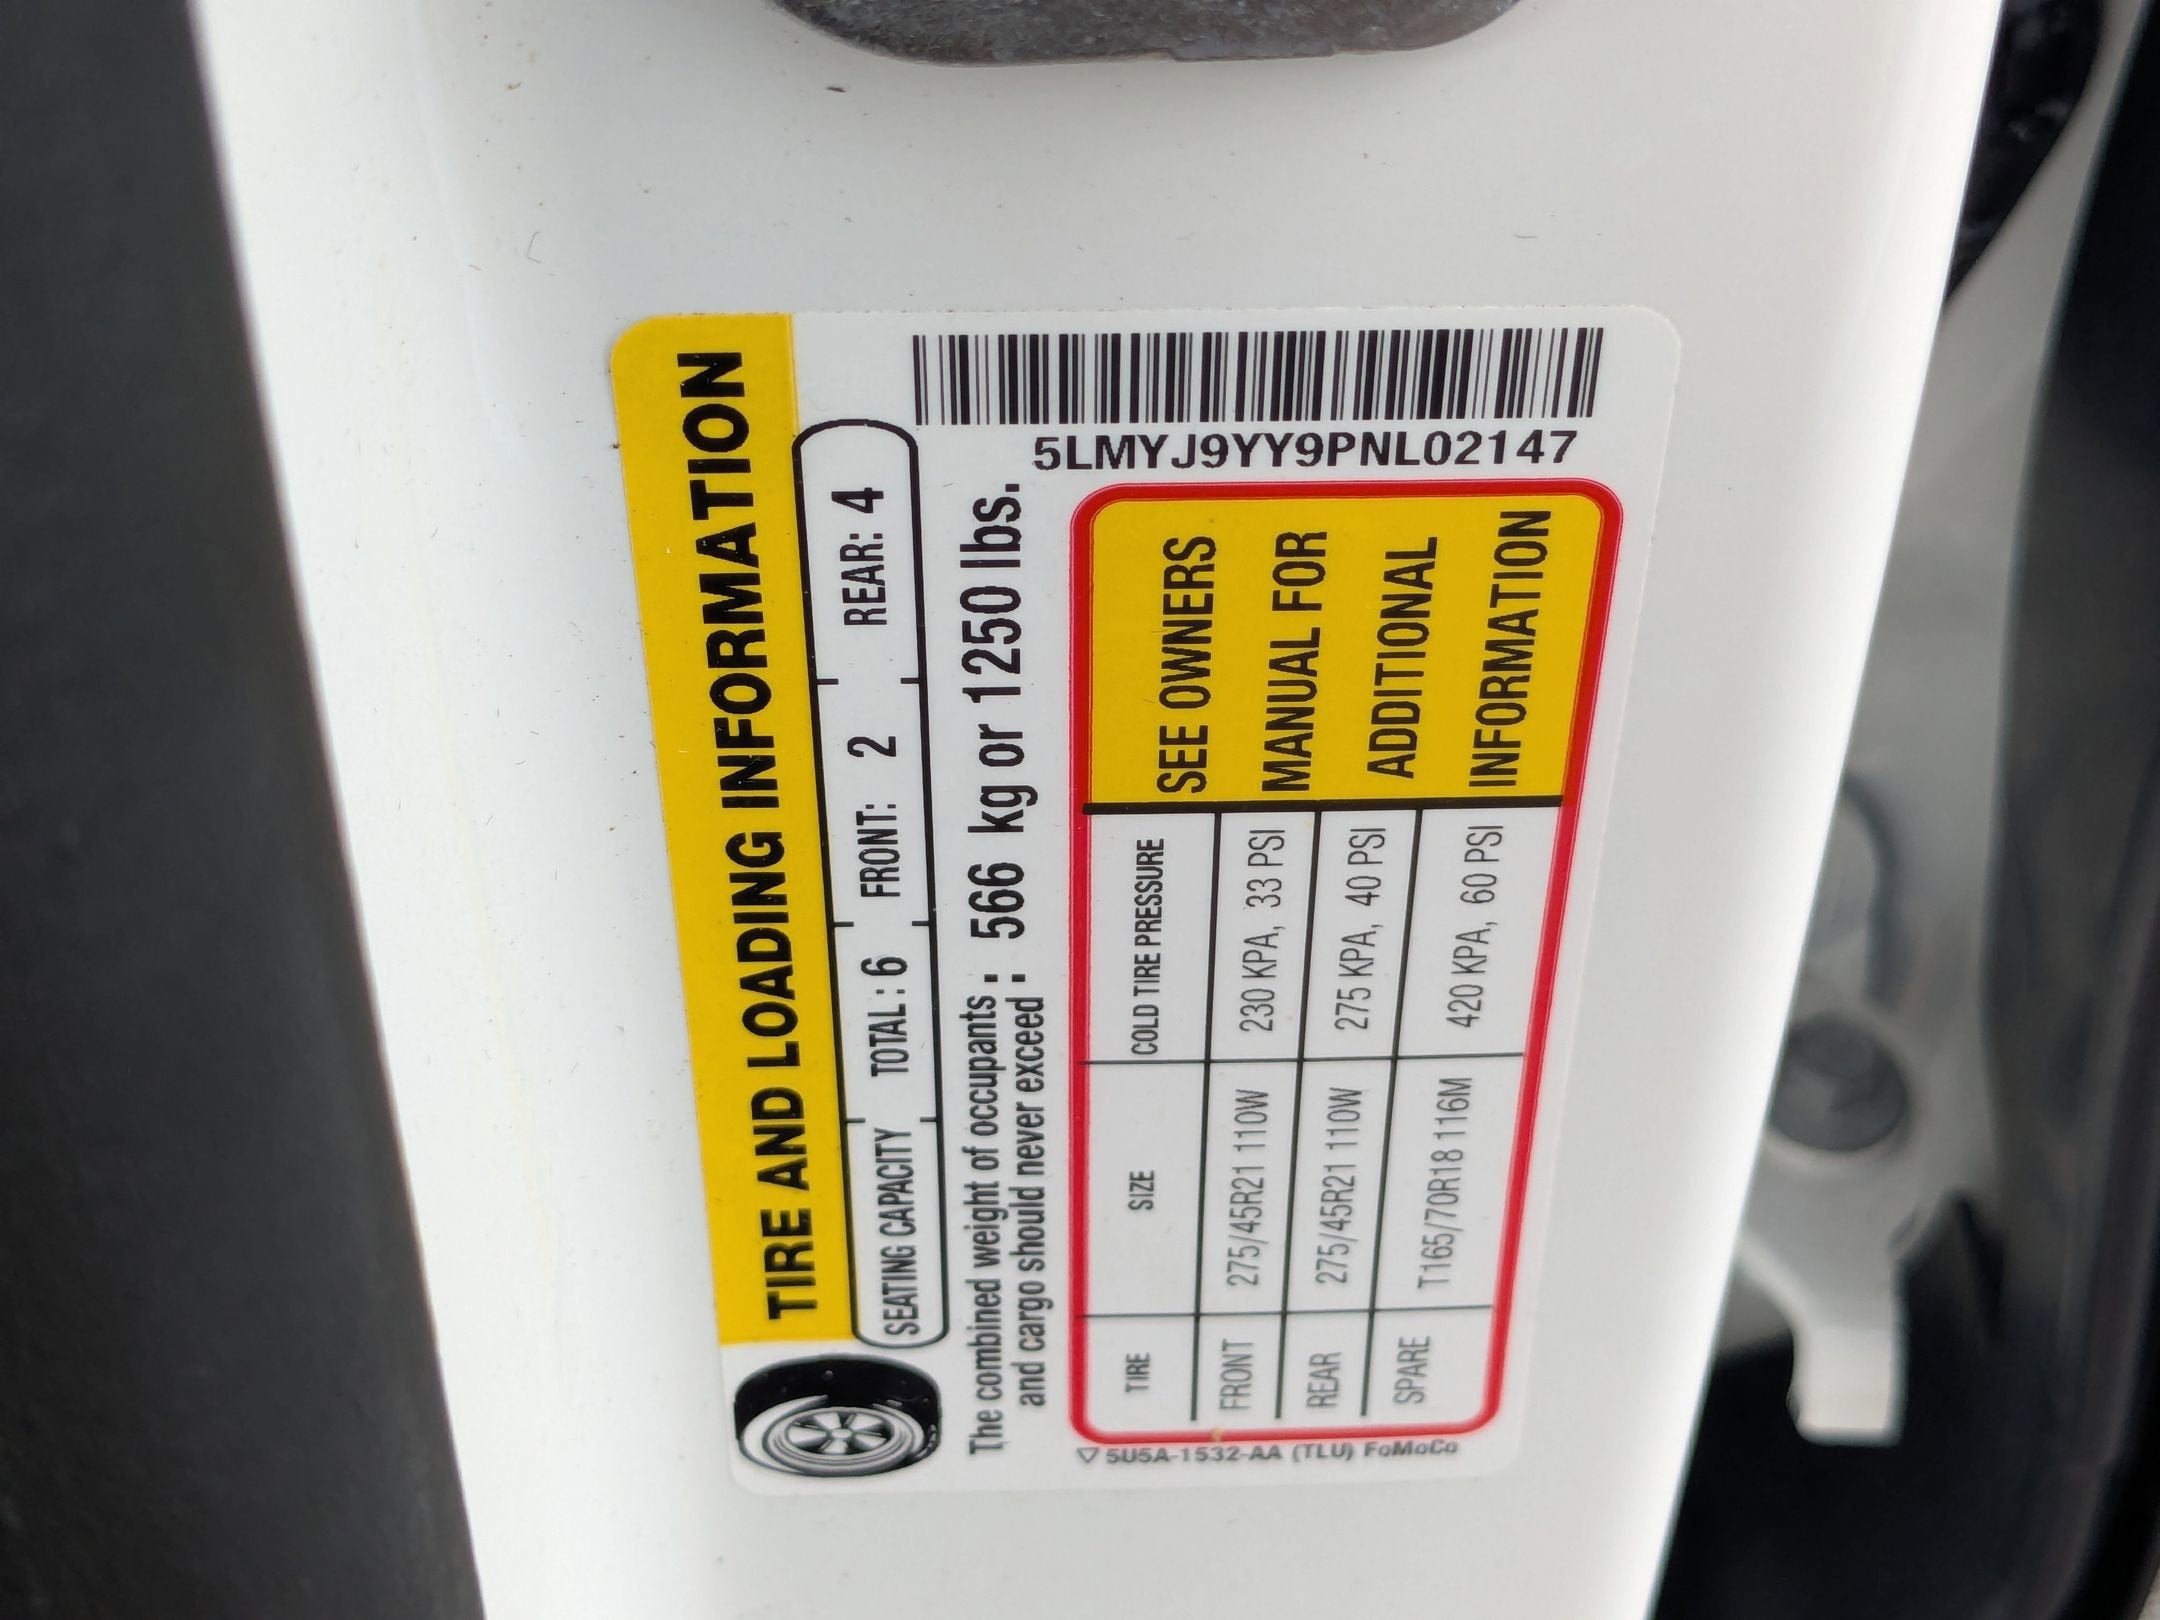 TIRE AND LOADING INFORMATION
SEATING CAPACITY TOTAL: 6 FRONT: 2 REAR: 4
The combined weight of occupants : 566 kg or 1250 lbs.
and cargo should never exceed :
5LMYJ9YY9PNL02147
TIRE SIZE COLD TIRE PRESSURE
FRONT 275/45R21 110W 230 KPA, 33 PSI
REAR 275/45R21 110W 275 KPA, 40 PSI
SPARE T165/70R18 116M 420 KPA, 60 PSI
SEE OWNERS
MANUAL FOR
ADDITIONAL
INFORMATION
5U5A-1532-AA (TLU) FoMoCo